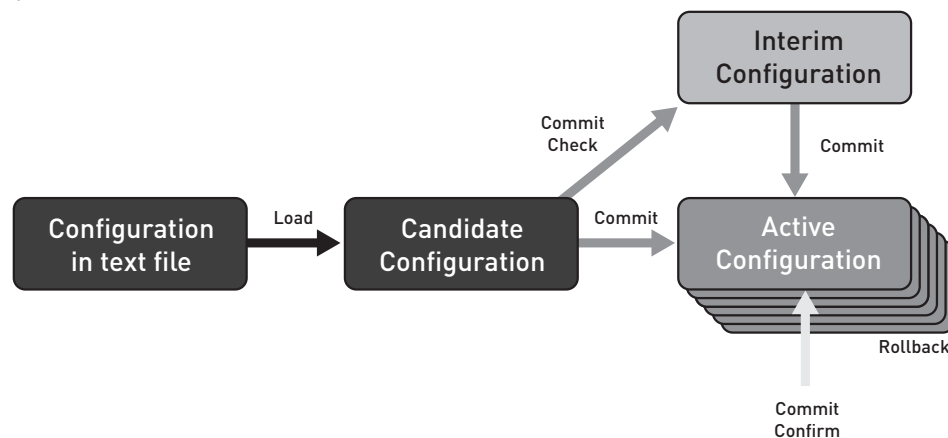 Interim
Configuration
Commit
Check
Commit
Configuration
in text file
Load
Candidate
Configuration
Commit
Active
Configuration
Rollback
Commit
Confirm